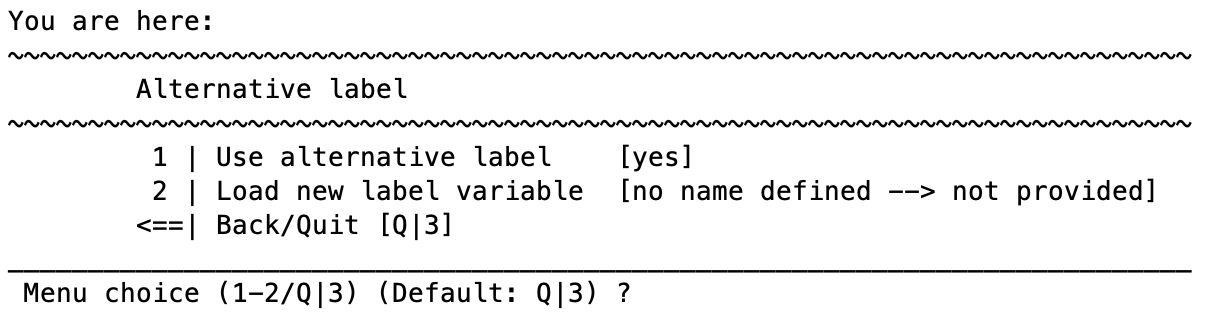 You are here:
~~~~~~~~~~~~~~~~~~~~~~~~~~~~~~~~~~~~~~~~~~~~~~~~~~~~~~~~~~~~~~~~~~~~~~~~~~
Alternative label
~~~~~~~~~~~~~~~~~~~~~~~~~~~~~~~~~~~~~~~~~~~~~~~~~~~~~~~~~~~~~~~~~~~~~~~~~~
1 | Use alternative label [yes]
2 | Load new label variable [no name defined --> not provided]
<==| Back/Quit [Q|3]
__________________________________________________________________________
Menu choice (1-2/Q|3) (Default: Q|3) ?